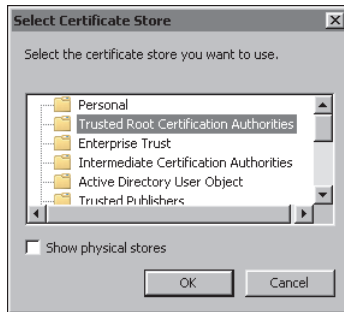 Select Certificate Store
Select the certificate store you want to use.
Personal
Trusted Root Certification Authorities
Enterprise Trust
Intermediate Certification Authorities
Active Directory User Object
Trusted Publishers
Show physical stores
OK Cancel